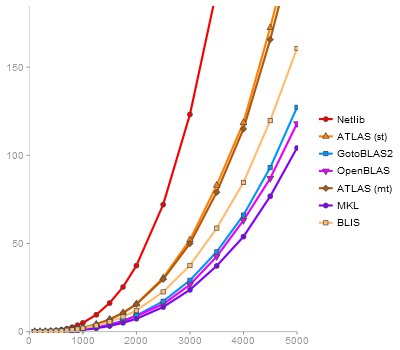 150
100
50
0
0
1000
2000
3000
4000
5000
Netlib
ATLAS (st)
GotoBLAS2
OpenBLAS
ATLAS (mt)
MKL
BLIS